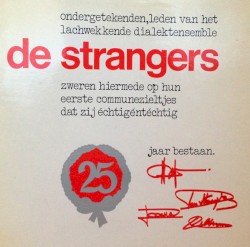 ondergetekenden, leden van het
lachwekkende dialektensemble
de strangers
zweren hiermede op hun
eerste communezieltjes
dat zij échtigéntéchtig
25
jaar bestaan.